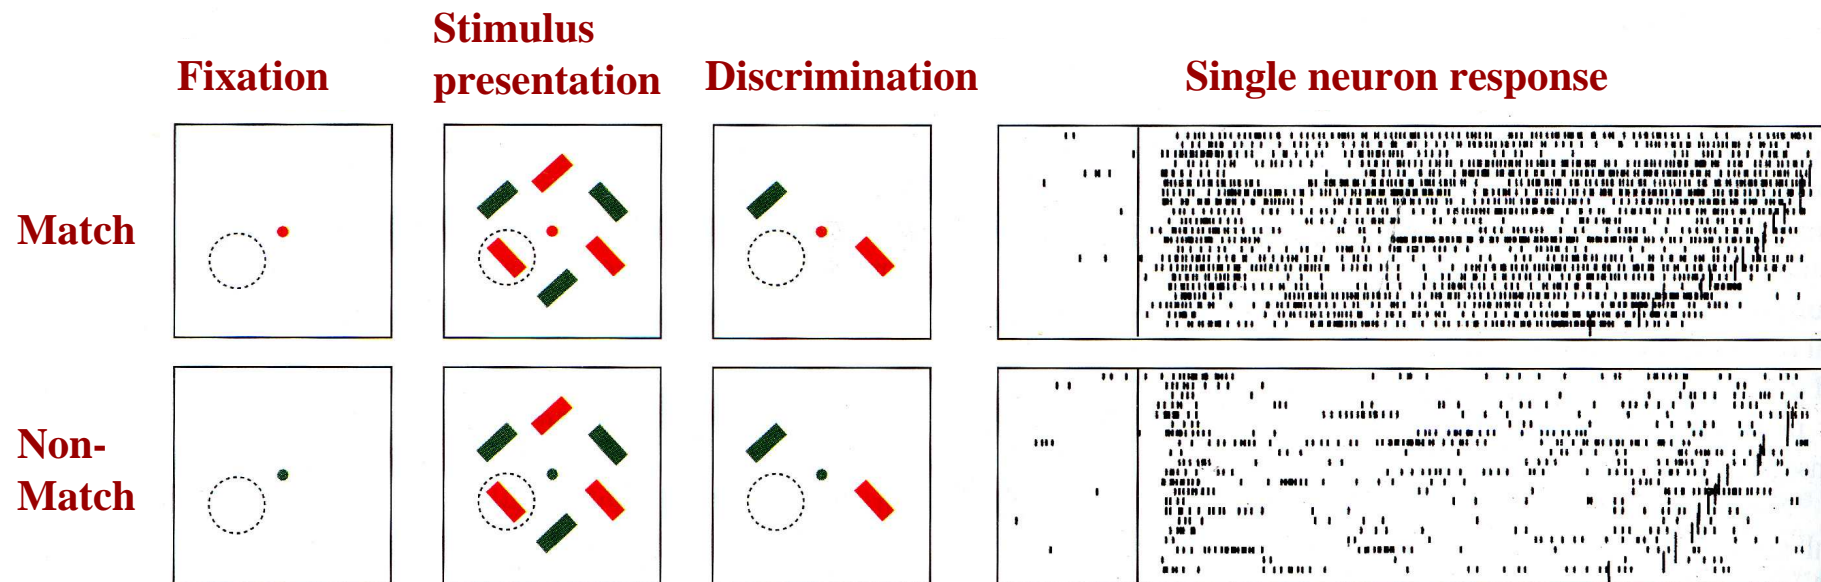 Fixation
Stimulus
presentation
Discrimination
Single neuron response
Match
Non-
Match